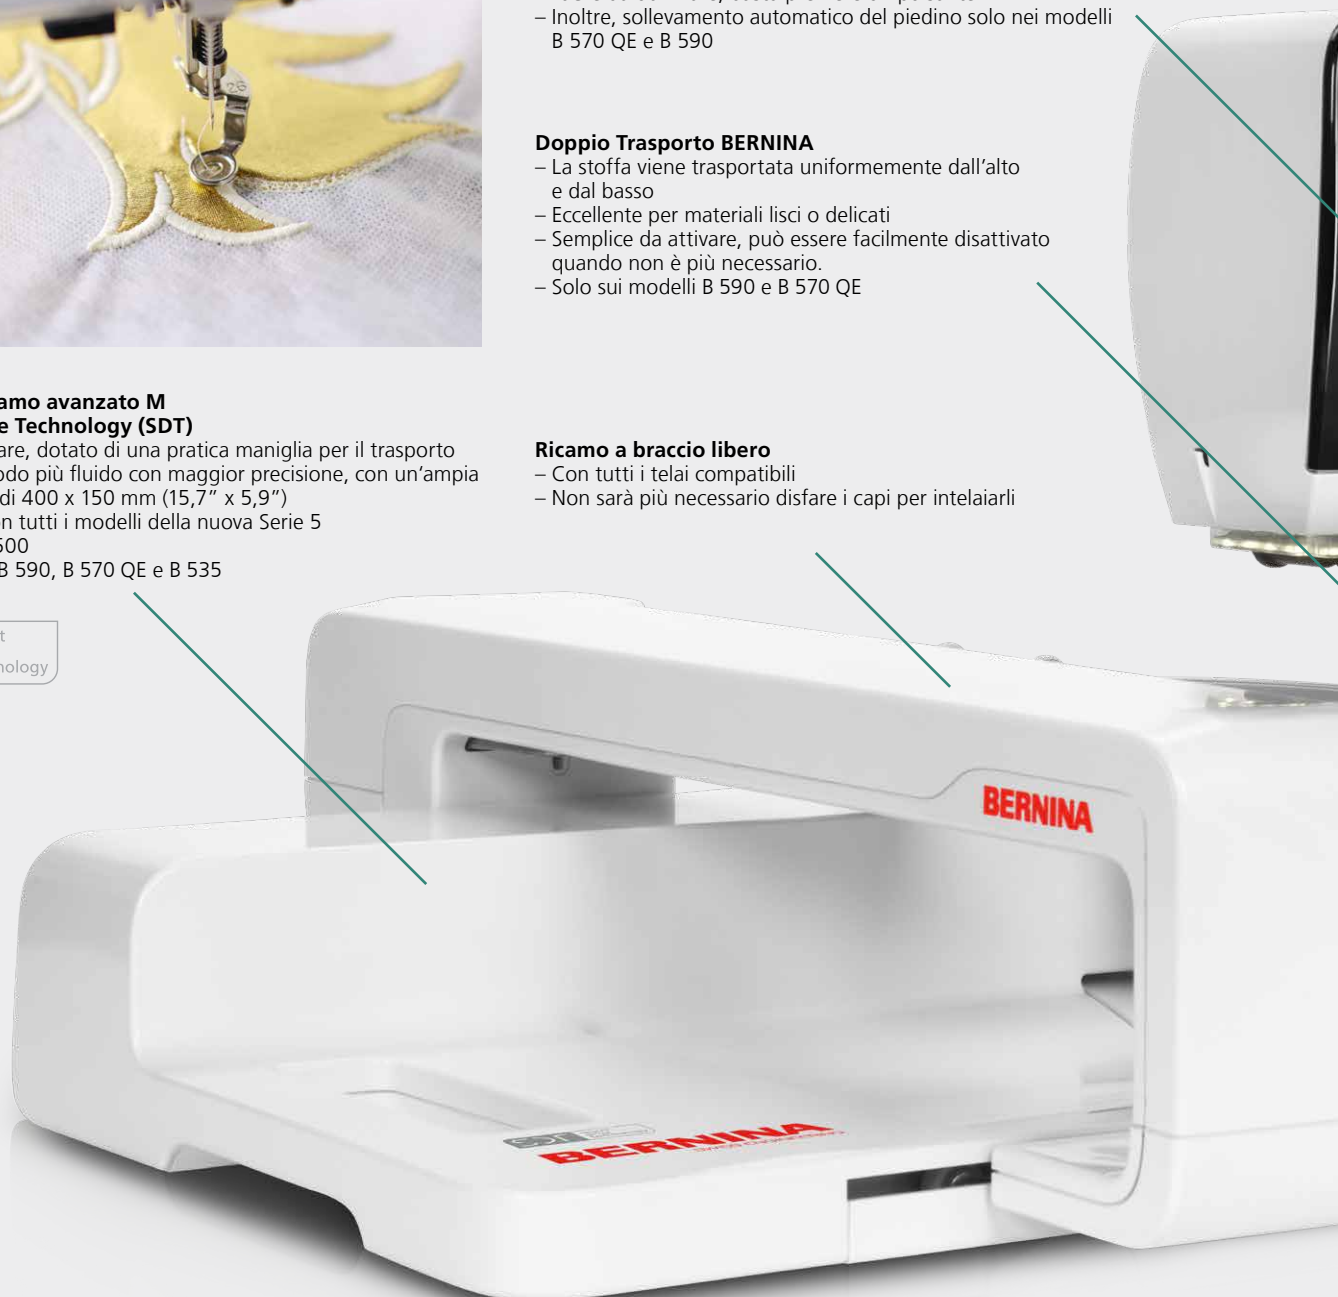 – Inoltre, sollevamento automatico del piedino solo nei modelli
B 570 QE e B 590
Doppio Trasporto BERNINA
– La stoffa viene trasportata uniformemente dall’alto
e dal basso
– Eccellente per materiali lisci o delicati
– Semplice da attivare, può essere facilmente disattivato
quando non è più necessario.
– Solo sui modelli B 590 e B 570 QE
amo avanzato M
e Technology (SDT)
are, dotato di una pratica maniglia per il trasporto
odo più fluido con maggior precisione, con un’ampia
di 400 x 150 mm (15,7” x 5,9”)
n tutti i modelli della nuova Serie 5
500
B 590, B 570 QE e B 535
t
nology
Ricamo a braccio libero
– Con tutti i telai compatibili
– Non sarà più necessario disfare i capi per intelaiarli
26
BERNINA
SDT
BERNINA